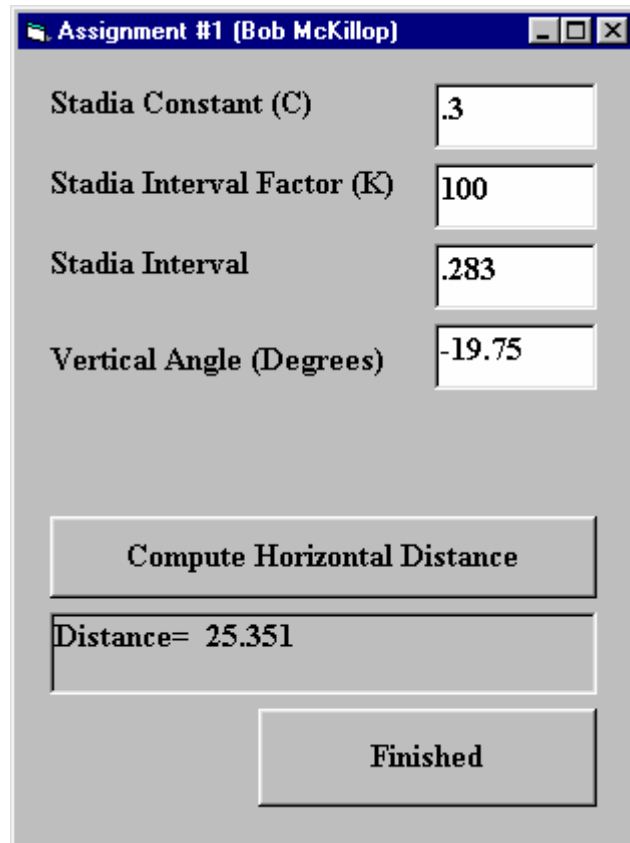 Assignment #1 (Bob McKillop)
Stadia Constant (C) .3
Stadia Interval Factor (K) 100
Stadia Interval .283
Vertical Angle (Degrees) -19.75
Compute Horizontal Distance
Distance= 25.351
Finished